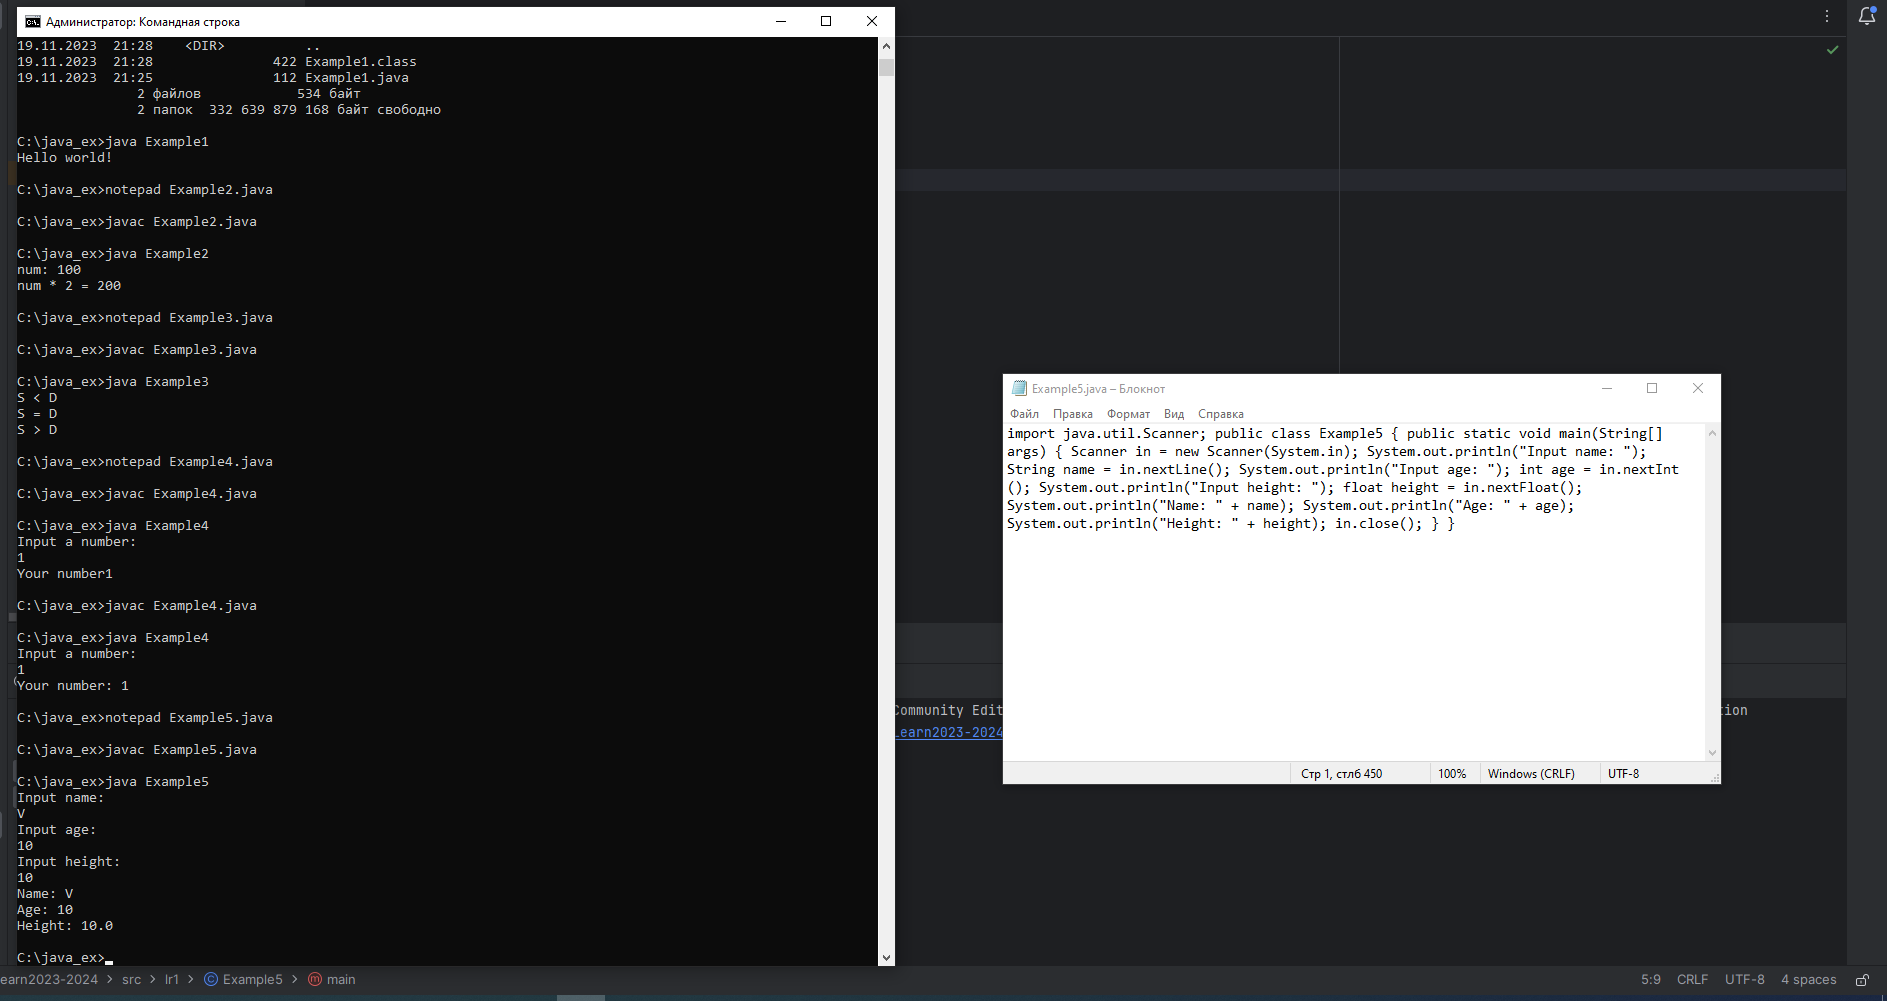 Администратор: Командная строка
19.11.2023  21:28    <DIR>          ..
19.11.2023  21:28               422 Example1.class
19.11.2023  21:25               112 Example1.java
               2 файлов            534 байт
               2 папок  332 639 879 168 байт свободно
C:\java_ex>java Example1
Hello world!
C:\java_ex>notepad Example2.java
C:\java_ex>javac Example2.java
C:\java_ex>java Example2
num: 100
num * 2 = 200
C:\java_ex>notepad Example3.java
C:\java_ex>javac Example3.java
C:\java_ex>java Example3
S < D
S = D
S > D
C:\java_ex>notepad Example4.java
C:\java_ex>javac Example4.java
C:\java_ex>java Example4
Input a number:
1
Your number1
C:\java_ex>javac Example4.java
C:\java_ex>java Example4
Input a number:
1
Your number: 1
C:\java_ex>notepad Example5.java
C:\java_ex>javac Example5.java
C:\java_ex>java Example5
Input name:
V
Input age:
10
Input height:
10
Name: V
Age: 10
Height: 10.0
C:\java_ex>
Example5.java – Блокнот
Файл Правка Формат Вид Справка
import java.util.Scanner; public class Example5 { public static void main(String[]
args) { Scanner in = new Scanner(System.in); System.out.println("Input name: ");
String name = in.nextLine(); System.out.println("Input age: "); int age = in.nextInt
(); System.out.println("Input height: "); float height = in.nextFloat();
System.out.println("Name: " + name); System.out.println("Age: " + age);
System.out.println("Height: " + height); in.close(); } }
Стр 1, стлб 450 100% Windows (CRLF) UTF-8
Community Edit
tion
earn2023-2024
earn2023-2024 > src > lr1 > Example5 > main
5:9 CRLF UTF-8 4 spaces